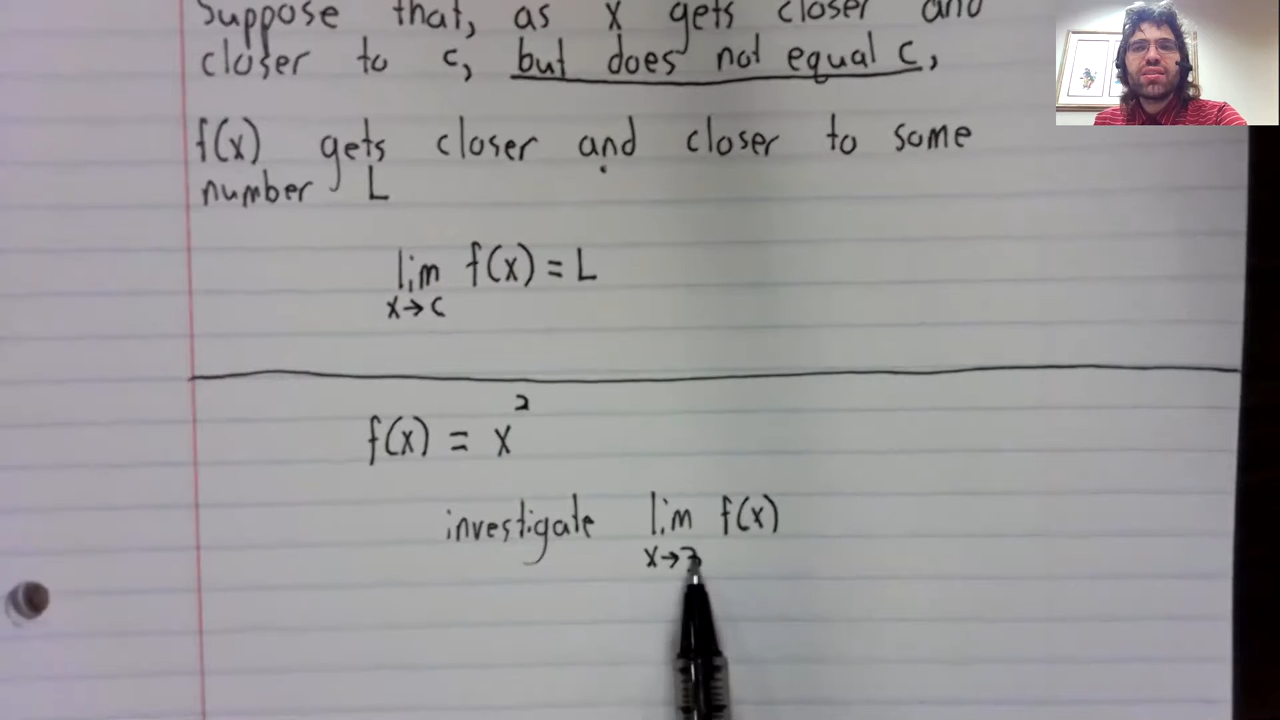 Suppose that, as x gets closer and
closer to c, but does not equal c,
f(x) gets closer and closer to some
number L
lim f(x) = L
x→c
f(x) = x²
investigate lim f(x)
x→3